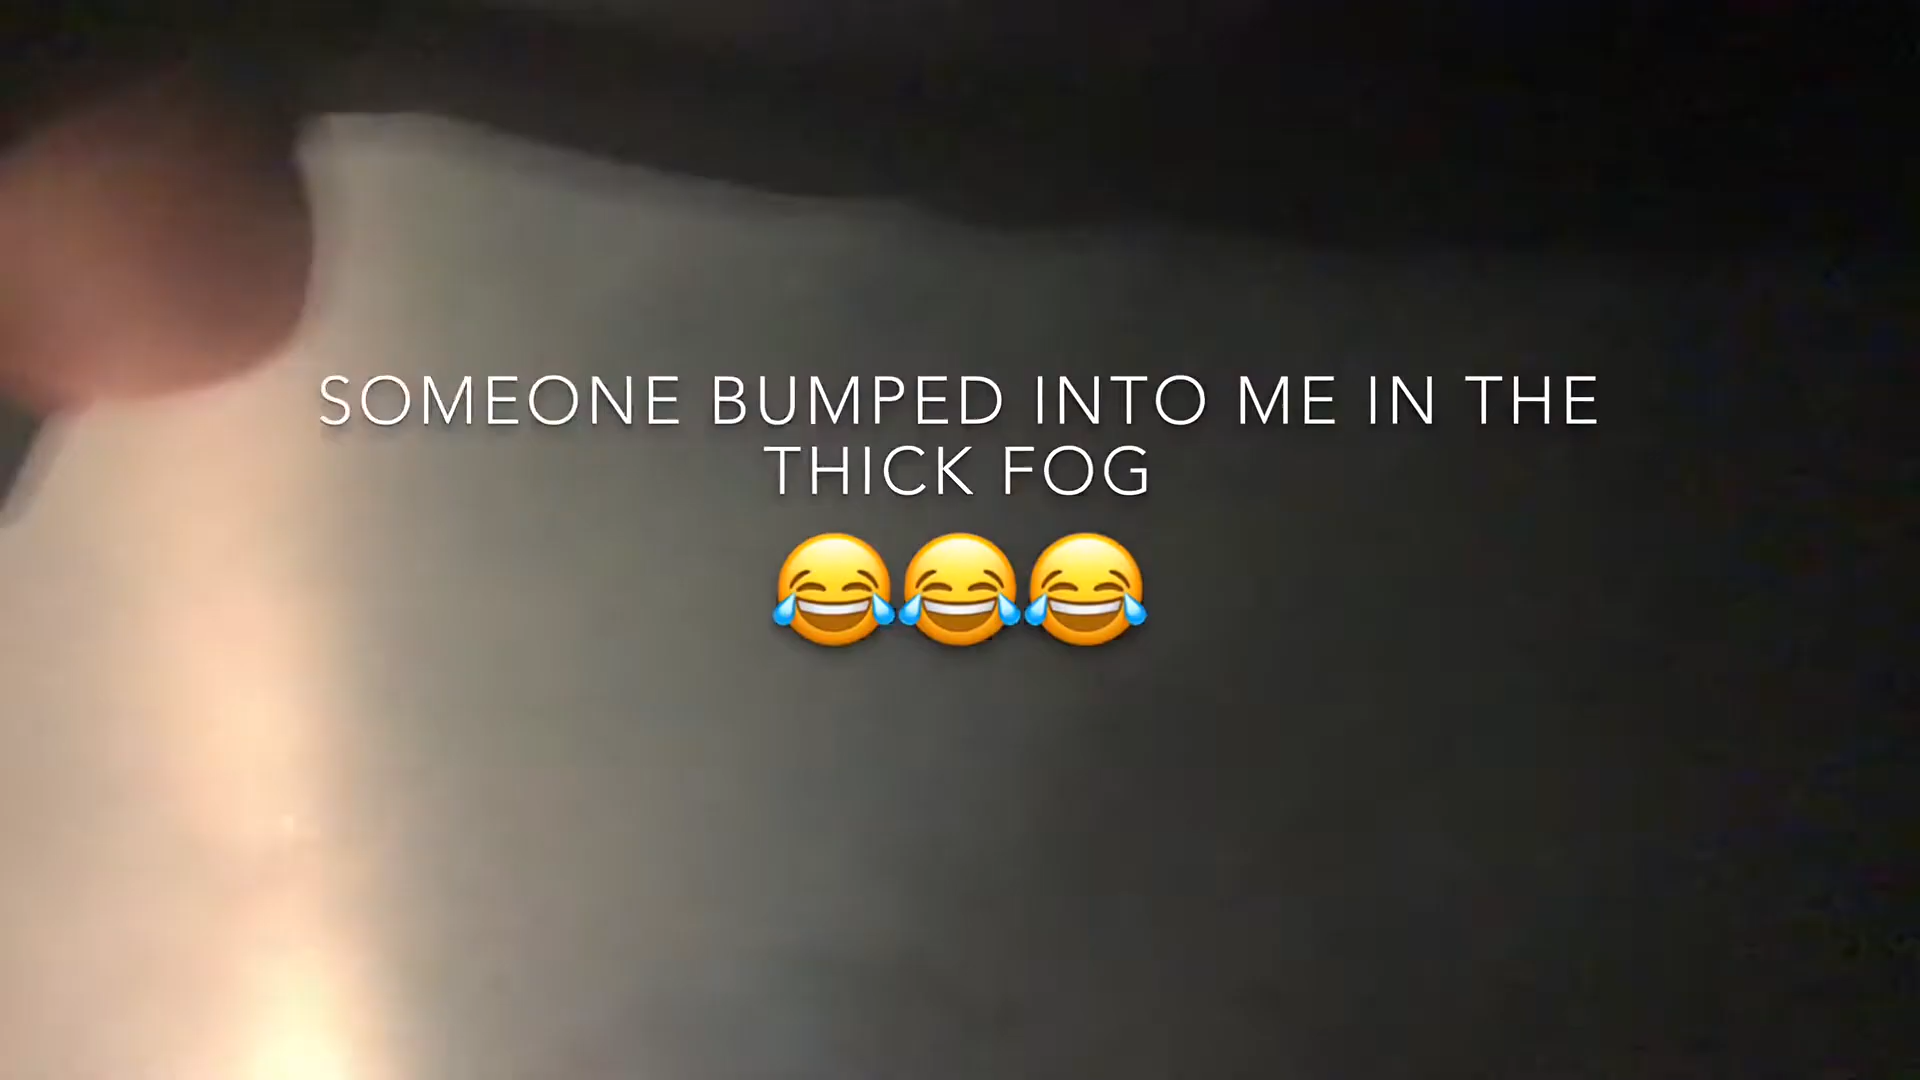 SOMEONE BUMPED INTO ME IN THE
THICK FOG
😂😂😂